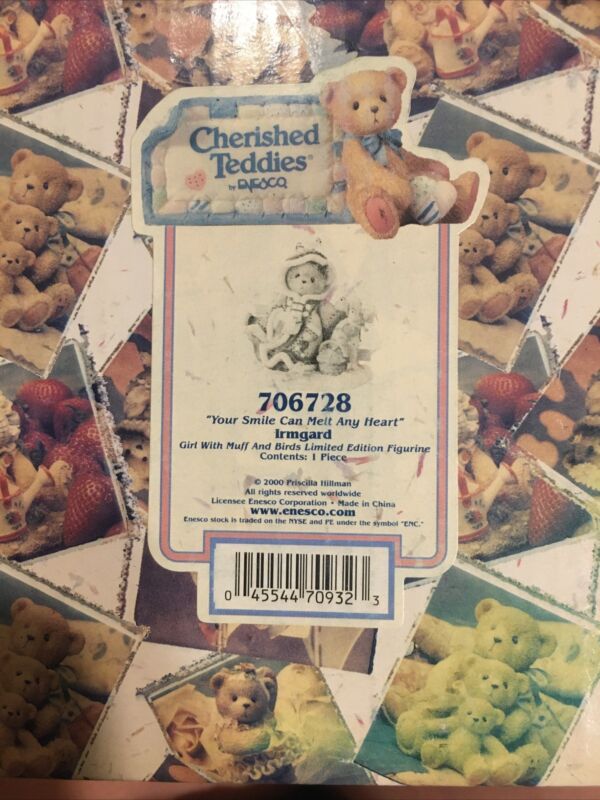 Cherished
Teddies®
by ENESCO
706728
"Your Smile Can Melt Any Heart"
Irmgard
Girl With Muff And Birds Limited Edition Figurine
Contents: 1 Piece
© 2000 Priscilla Hillman
All rights reserved worldwide
Licensee Enesco Corporation • Made in China
www.enesco.com
Enesco stock is traded on the NYSE and PE under the symbol "ENC."
0 45544 70932 3